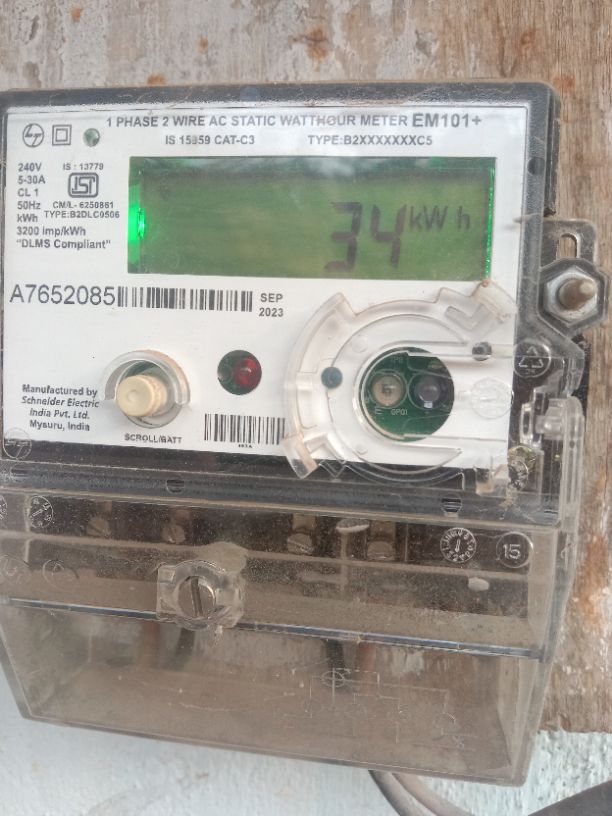 1 PHASE 2 WIRE AC STATIC WATTHOUR METER EM101+
IS 15959 CAT-C3 TYPE:B2XXXXXXXC5
240V
5-30A
CL 1
50Hz
kWh
3200 imp/kWh
"DLMS Compliant"
IS : 13779
CM/L- 6250861
TYPE:B2DLC0506
34 kWh
A7652085
SEP
2023
Manufactured by
Schneider Electric
India Pvt. Ltd.
Mysuru, India
SCROLL/BATT
15